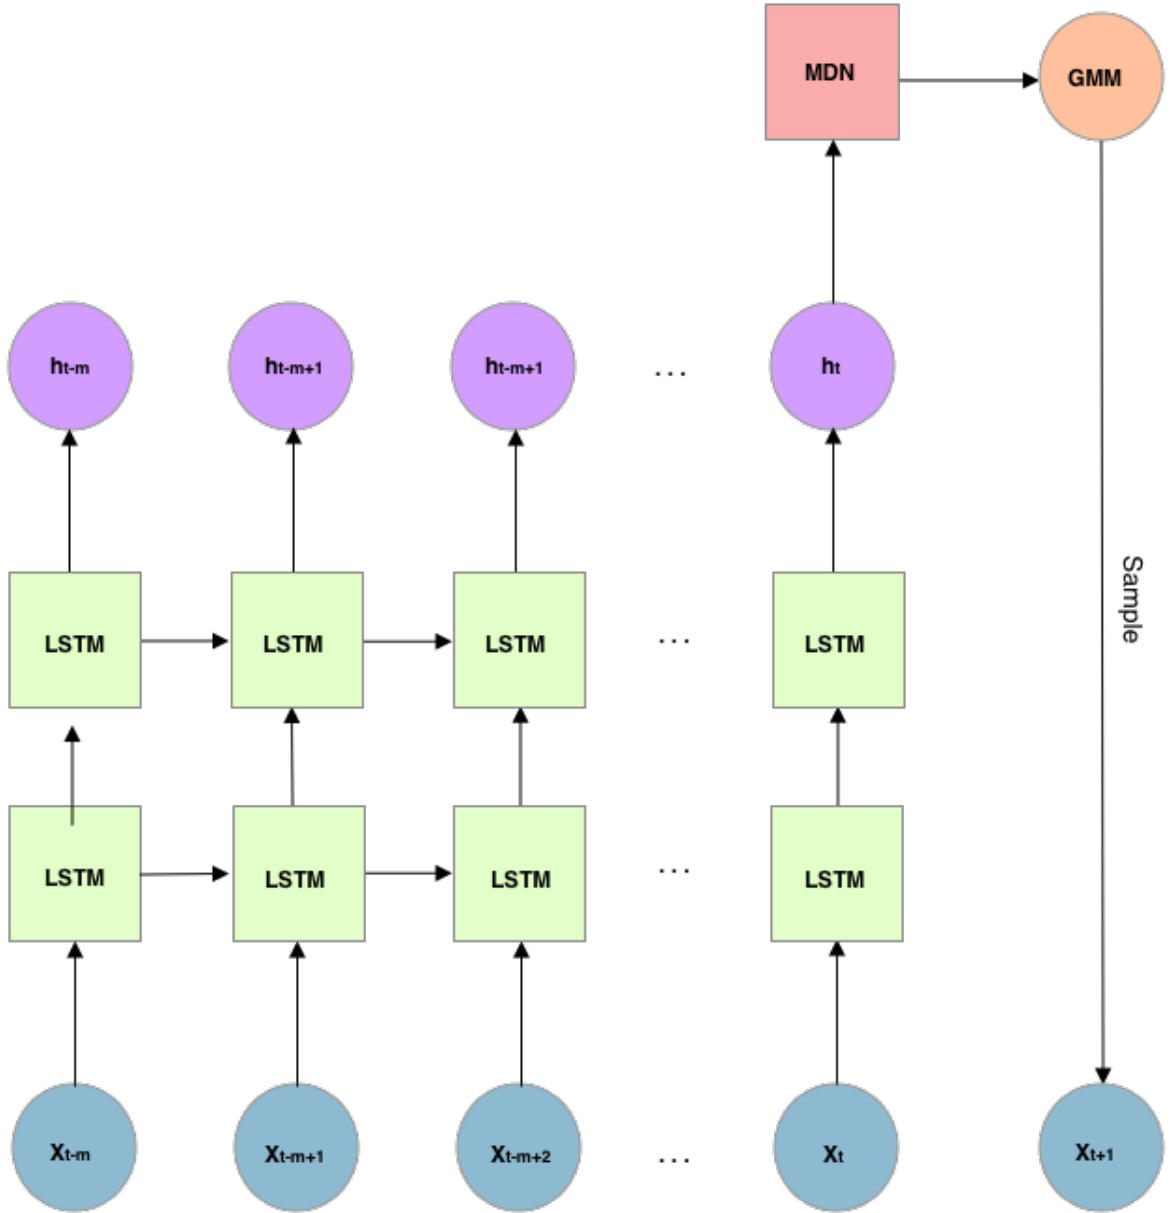 MDN
GMM
ht-m
ht-m+1
ht-m+1
...
ht
Sample
LSTM
LSTM
LSTM
...
LSTM
LSTM
LSTM
LSTM
...
LSTM
Xt-m
Xt-m+1
Xt-m+2
...
Xt
Xt+1